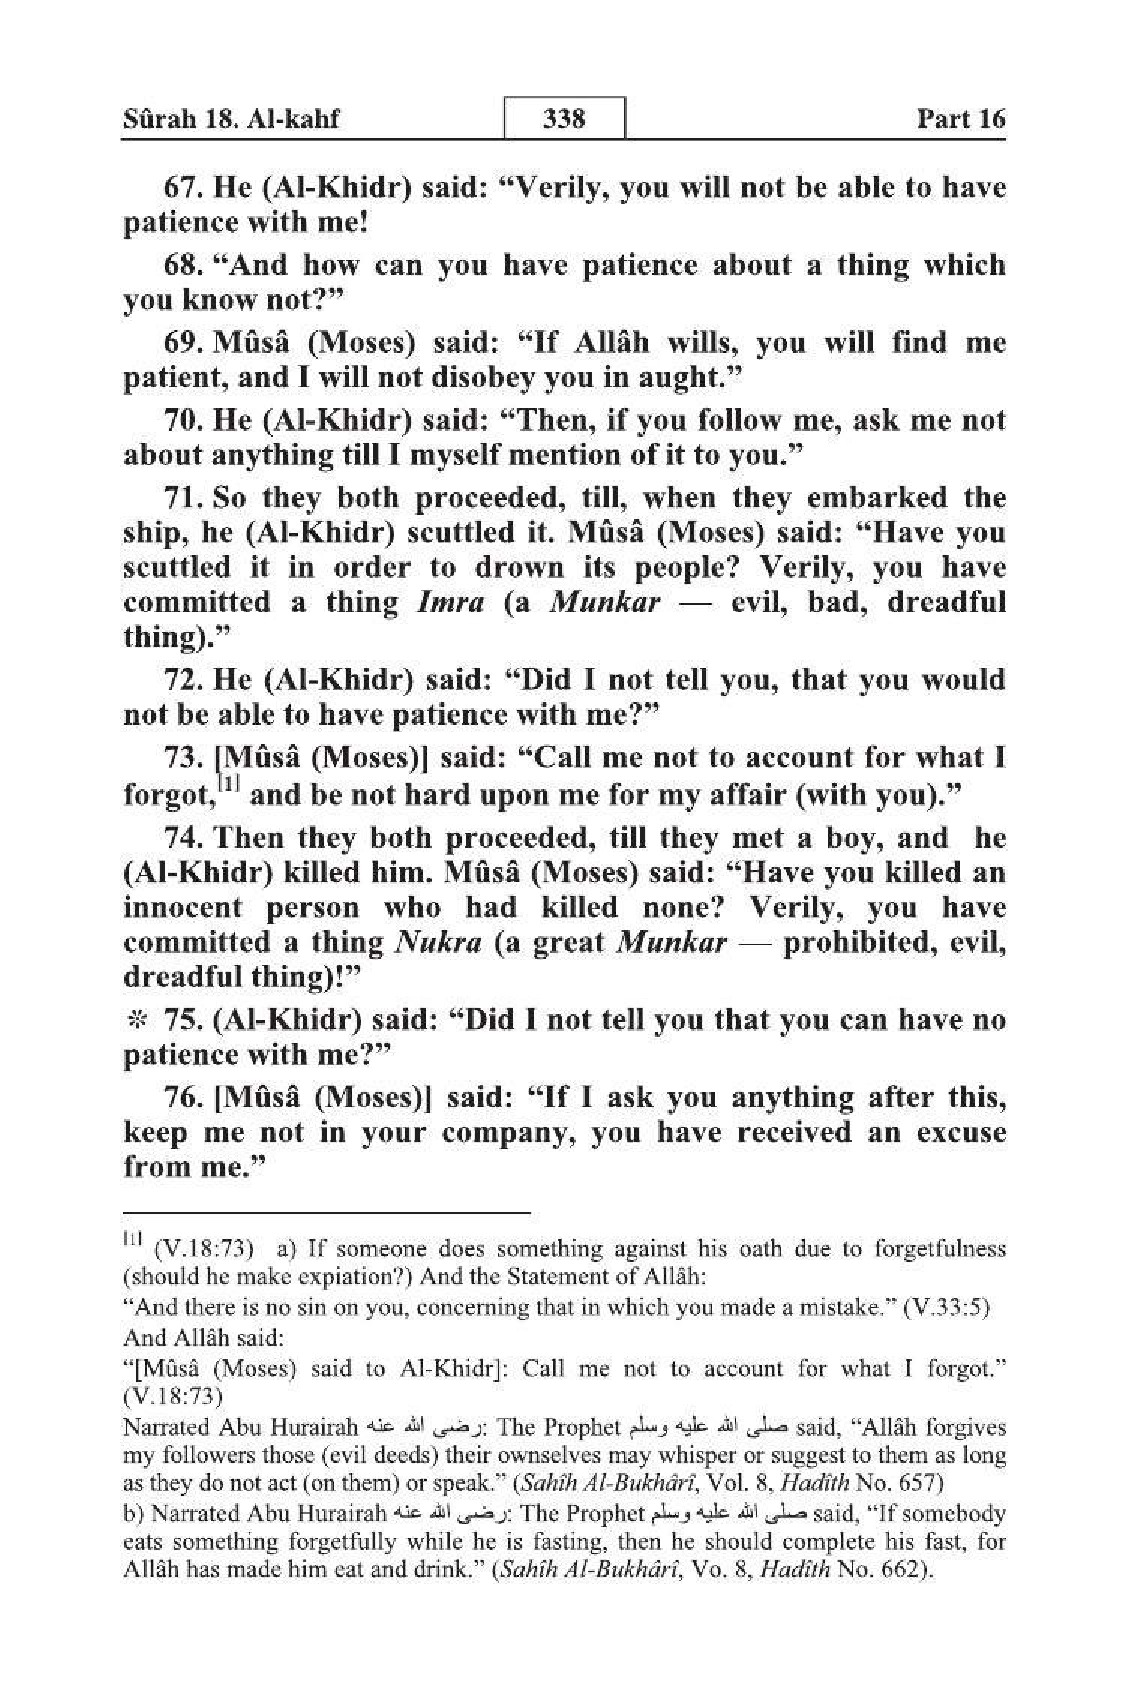 Sûrah 18. Al-kahf 338 Part 16
67. He (Al-Khidr) said: “Verily, you will not be able to have
patience with me!
68. “And how can you have patience about a thing which
you know not?”
69. Mûsâ (Moses) said: “If Allâh wills, you will find me
patient, and I will not disobey you in aught.”
70. He (Al-Khidr) said: “Then, if you follow me, ask me not
about anything till I myself mention of it to you.”
71. So they both proceeded, till, when they embarked the
ship, he (Al-Khidr) scuttled it. Mûsâ (Moses) said: “Have you
scuttled it in order to drown its people? Verily, you have
committed a thing Imra (a Munkar — evil, bad, dreadful
thing).”
72. He (Al-Khidr) said: “Did I not tell you, that you would
not be able to have patience with me?”
73. [Mûsâ (Moses)] said: “Call me not to account for what I
forgot,[1] and be not hard upon me for my affair (with you).”
74. Then they both proceeded, till they met a boy, and he
(Al-Khidr) killed him. Mûsâ (Moses) said: “Have you killed an
innocent person who had killed none? Verily, you have
committed a thing Nukra (a great Munkar — prohibited, evil,
dreadful thing)!”
* 75. (Al-Khidr) said: “Did I not tell you that you can have no
patience with me?”
76. [Mûsâ (Moses)] said: “If I ask you anything after this,
keep me not in your company, you have received an excuse
from me.”
[1] (V.18:73) a) If someone does something against his oath due to forgetfulness
(should he make expiation?) And the Statement of Allâh:
“And there is no sin on you, concerning that in which you made a mistake.” (V.33:5)
And Allâh said:
“[Mûsâ (Moses) said to Al-Khidr]: Call me not to account for what I forgot.”
(V.18:73)
Narrated Abu Hurairah رضى الله عنه: The Prophet صلى الله عليه وسلم said, “Allâh forgives
my followers those (evil deeds) their ownselves may whisper or suggest to them as long
as they do not act (on them) or speak.” (Sahîh Al-Bukhârî, Vol. 8, Hadîth No. 657)
b) Narrated Abu Hurairah رضى الله عنه: The Prophet صلى الله عليه وسلم said, “If somebody
eats something forgetfully while he is fasting, then he should complete his fast, for
Allâh has made him eat and drink.” (Sahîh Al-Bukhârî, Vo. 8, Hadîth No. 662).